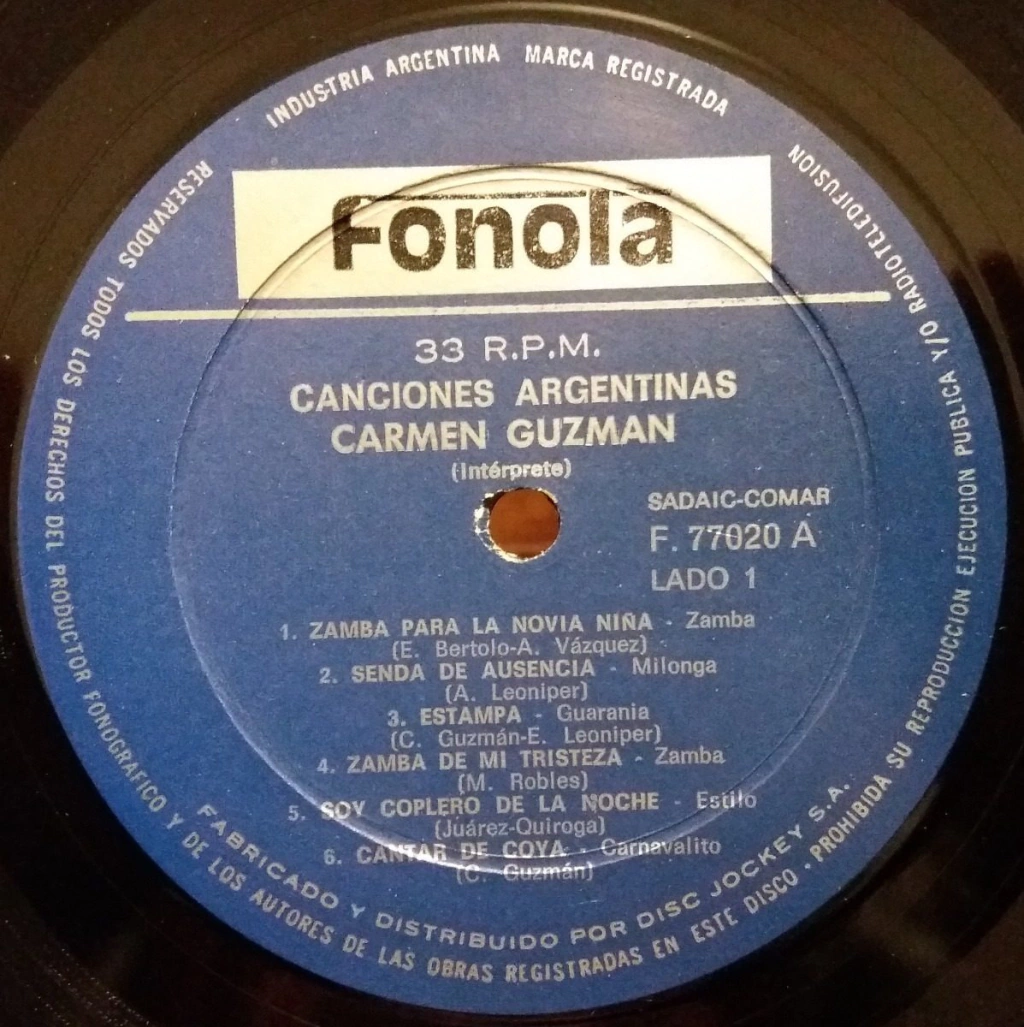 INDUSTRIA ARGENTINA MARCA REGISTRADA
Fonola
33 R.P.M.
CANCIONES ARGENTINAS
CARMEN GUZMAN
(Intérprete)
SADAIC-COMAR
F. 77020 A
LADO 1
1. ZAMBA PARA LA NOVIA NIÑA - Zamba
(E. Bertolo-A. Vázquez)
2. SENDA DE AUSENCIA - Milonga
(A. Leoniper)
3. ESTAMPA - Guarania
(C. Guzmán-E. Leoniper)
4. ZAMBA DE MI TRISTEZA - Zamba
(M. Robles)
5. SOY COPLERO DE LA NOCHE - Estilo
(Juárez-Quiroga)
6. CANTAR DE COYA - Carnavalito
(C. Guzmán)
FABRICADO Y DISTRIBUIDO POR DISC JOCKEY S.A.
RESERVADOS TODOS LOS DERECHOS DEL PRODUCTOR FONOGRAFICO Y DE LOS AUTORES DE LAS OBRAS REGISTRADAS EN ESTE DISCO · PROHIBIDA SU REPRODUCCION EJECUCION PUBLICA Y/O RADIOTELEDIFUSION